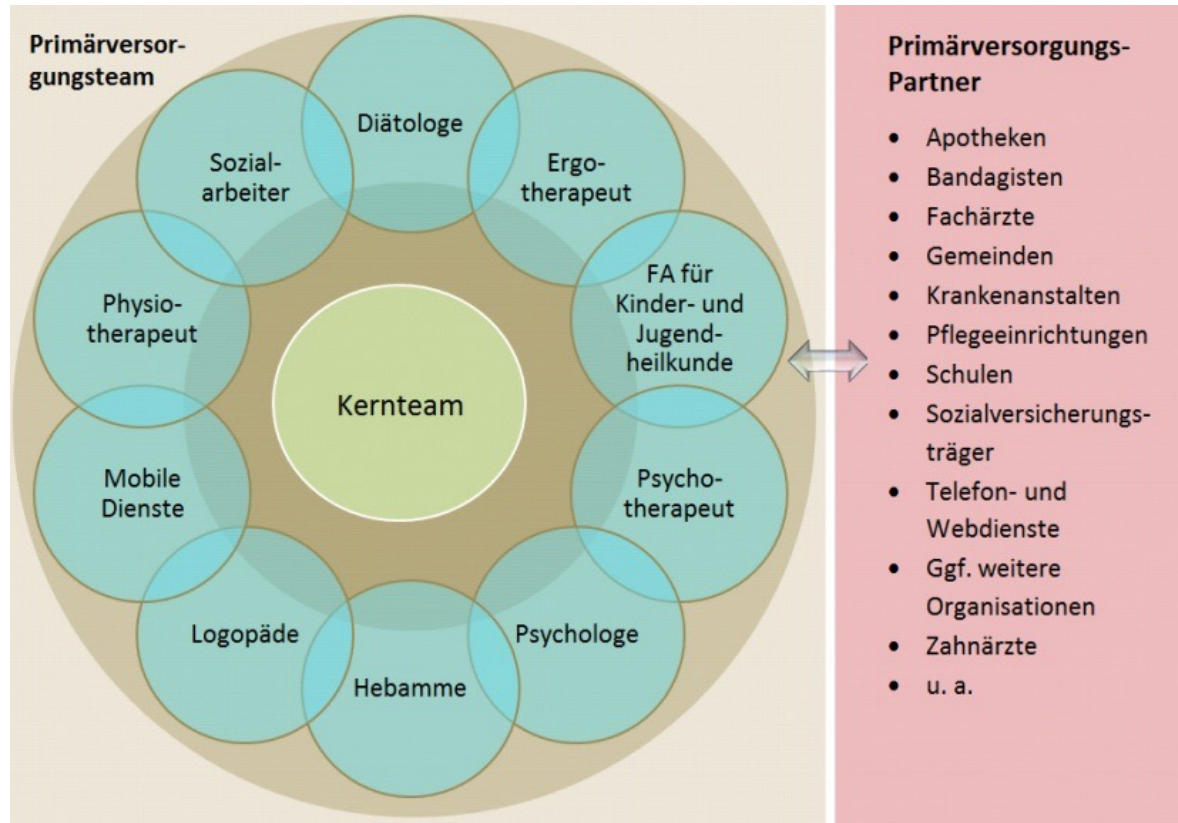 Primärversor-
gungsteam
Diätologe
Sozial-
arbeiter
Ergo-
therapeut
Physio-
therapeut
FA für
Kinder- und
Jugend-
heilkunde
Kernteam
Mobile
Dienste
Psycho-
therapeut
Logopäde
Psychologe
Hebamme
Primärversorgungs-
Partner
• Apotheken
• Bandagisten
• Fachärzte
• Gemeinden
• Krankenanstalten
• Pflegeeinrichtungen
• Schulen
• Sozialversicherungs-
träger
• Telefon- und
Webdienste
• Ggf. weitere
Organisationen
• Zahnärzte
• u. a.